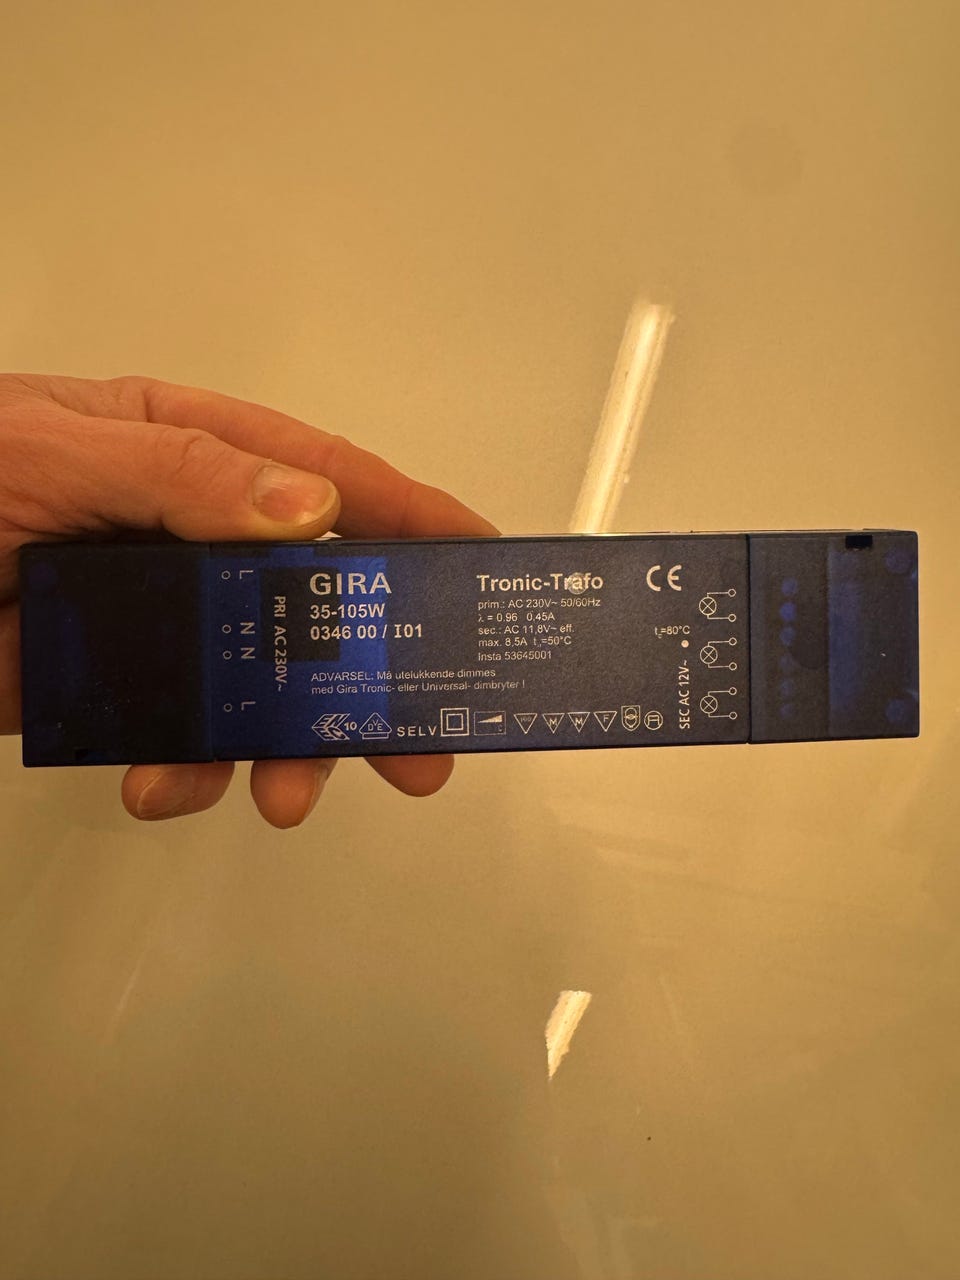 GIRA
35-105W
0346 00 / I01
Tronic-Trafo
prim.: AC 230V~ 50/60Hz
λ = 0.96 0,45A
sec.: AC 11,8V~ eff.
max. 8,5A tₐ=50°C
Insta 53645001
CE
ADVARSEL: Må utelukkende dimmes
med Gira Tronic- eller Universal- dimbryter !
L
N
N
L
PRI AC 230V~
10
DVE
SELV
M
M
F
t꜀=80°C
SEC AC 12V~